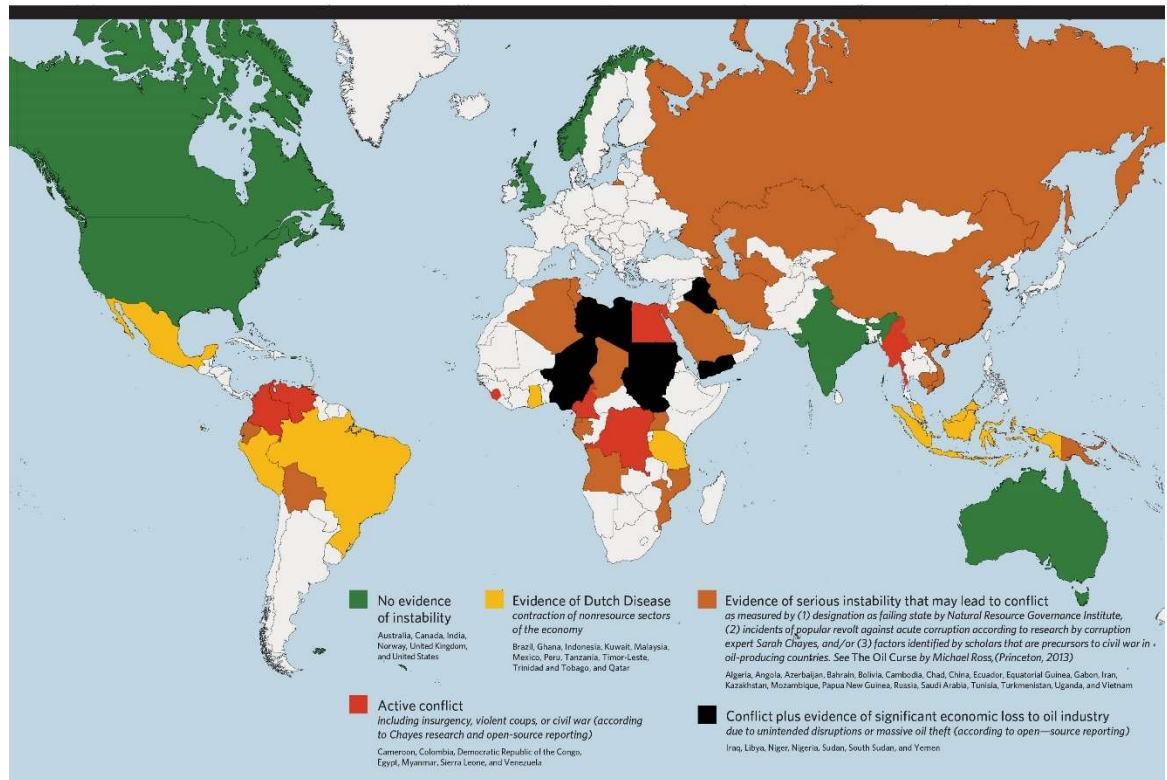 No evidence
of instability
Australia, Canada, India,
Norway, United Kingdom,
and United States
Evidence of Dutch Disease
contraction of nonresource sectors
of the economy
Brazil, Ghana, Indonesia, Kuwait, Malaysia,
Mexico, Peru, Tanzania, Timor-Leste,
Trinidad and Tobago, and Qatar
Evidence of serious instability that may lead to conflict
as measured by (1) designation as failing state by Natural Resource Governance Institute,
(2) incidents of popular revolt against acute corruption according to research by corruption
expert Sarah Chayes, and/or (3) factors identified by scholars that are precursors to civil war in
oil-producing countries. See The Oil Curse by Michael Ross,(Princeton, 2013)
Algeria, Angola, Azerbaijan, Bahrain, Bolivia, Cambodia, Chad, China, Ecuador, Equatorial Guinea, Gabon, Iran,
Kazakhstan, Mozambique, Papua New Guinea, Russia, Saudi Arabia, Tunisia, Turkmenistan, Uganda, and Vietnam
Active conflict
including insurgency, violent coups, or civil war (according
to Chayes research and open-source reporting)
Cameroon, Colombia, Democratic Republic of the Congo,
Egypt, Myanmar, Sierra Leone, and Venezuela
Conflict plus evidence of significant economic loss to oil industry
due to unintended disruptions or massive oil theft (according to open—source reporting)
Iraq, Libya, Niger, Nigeria, Sudan, South Sudan, and Yemen